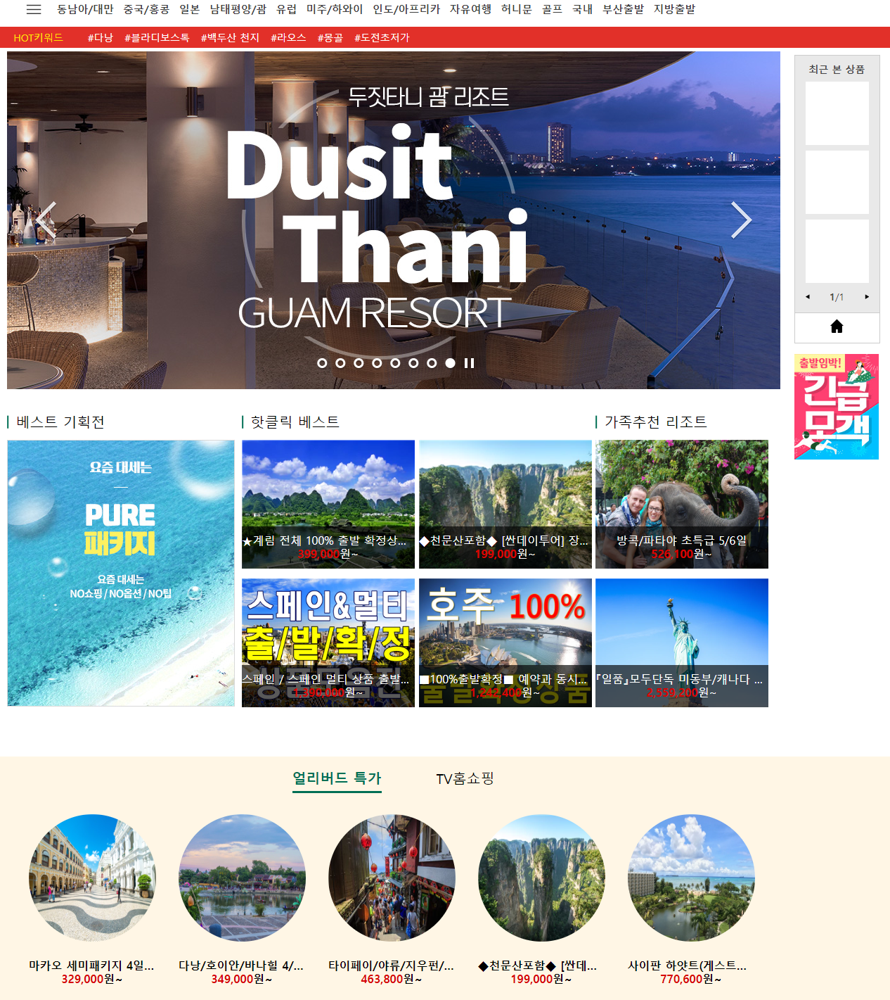 동남아/대만 중국/홍콩 일본 남태평양/괌 유럽 미주/하와이 인도/아프리카 자유여행 허니문 골프 국내 부산출발 지방출발
HOT키워드 #다낭 #블라디보스톡 #백두산 천지 #라오스 #몽골 #도전초저가
두짓타니 괌 리조트
Dusit
Thani
GUAM RESORT
최근 본 상품
1/1
출발임박!
긴급
모객
베스트 기획전
요즘 대세는
PURE
패키지
요즘 대세는
NO쇼핑 / NO옵션 / NO팁
핫클릭 베스트
★계림 전체 100% 출발 확정상...
399,000원~
◆천문산포함◆ [싼데이투어] 장...
199,000원~
스페인&멀티
출/발/확/정
상품모음전
스페인 / 스페인 멀티 상품 출발...
1,390,000원~
호주 100%
출발확정상품
■100%출발확정■ 예약과 동시...
1,242,400원~
가족추천 리조트
방콕/파타야 초특급 5/6일
526,100원~
『일품』모두단독 미동부/캐나다 ...
2,559,200원~
얼리버드 특가 TV홈쇼핑
마카오 세미패키지 4일...
329,000원~
다낭/호이안/바나힐 4/...
349,000원~
타이페이/야류/지우펀/...
463,800원~
◆천문산포함◆ [싼데...
199,000원~
사이판 하얏트(게스트...
770,600원~